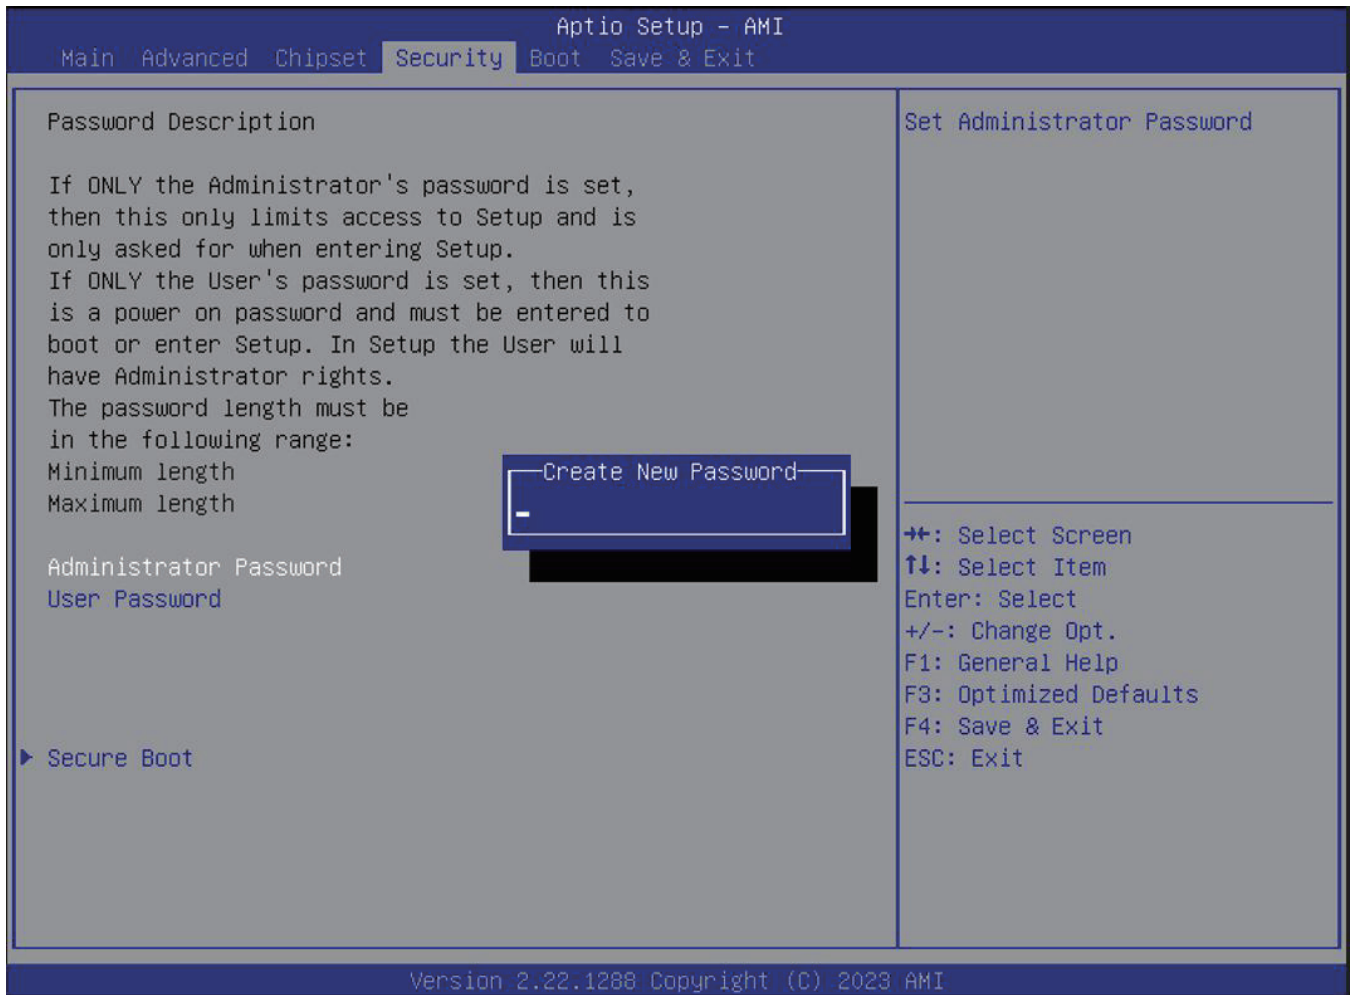 Aptio Setup – AMI
Main Advanced Chipset Security Boot Save & Exit
Password Description
If ONLY the Administrator's password is set,
then this only limits access to Setup and is
only asked for when entering Setup.
If ONLY the User's password is set, then this
is a power on password and must be entered to
boot or enter Setup. In Setup the User will
have Administrator rights.
The password length must be
in the following range:
Minimum length
Maximum length
Administrator Password
User Password
Secure Boot
Create New Password
Set Administrator Password
→←: Select Screen
↑↓: Select Item
Enter: Select
+/-: Change Opt.
F1: General Help
F3: Optimized Defaults
F4: Save & Exit
ESC: Exit
Version 2.22.1288 Copyright (C) 2023 AMI